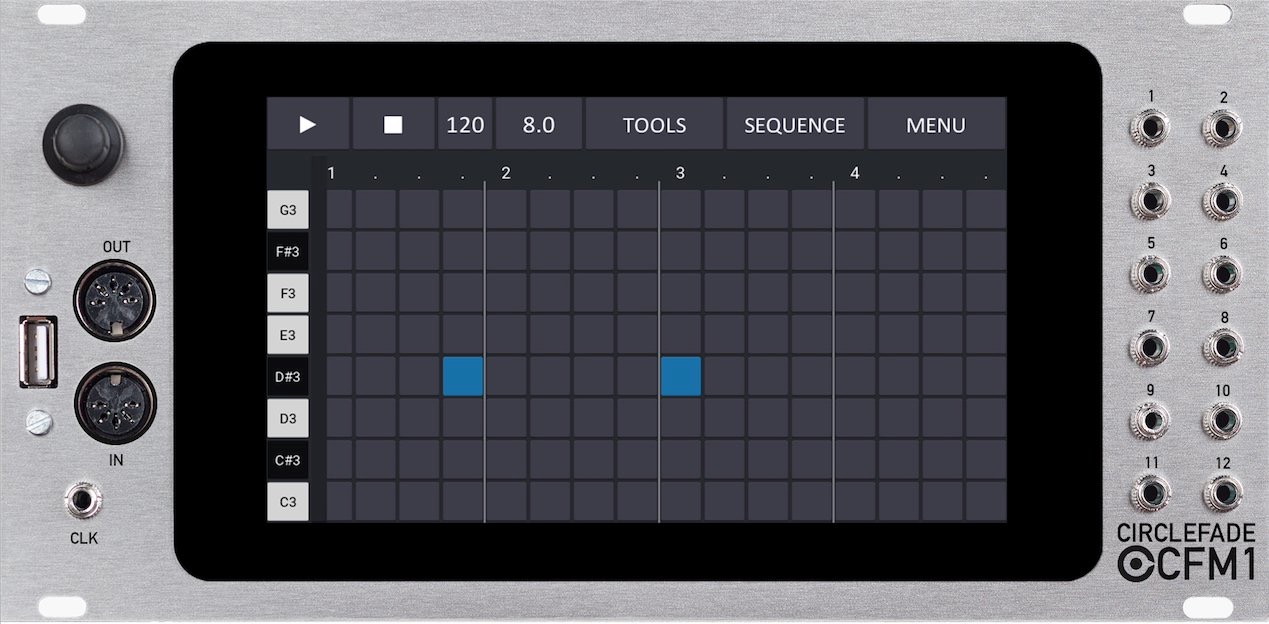 ▶ ■ 120 8.0 TOOLS SEQUENCE MENU
1 . . . 2 . . . 3 . . . 4 . . .
G3
F#3
F3
E3
D#3
D3
C#3
C3
OUT
IN
CLK
1 2
3 4
5 6
7 8
9 10
11 12
CIRCLEFADE
CFM1